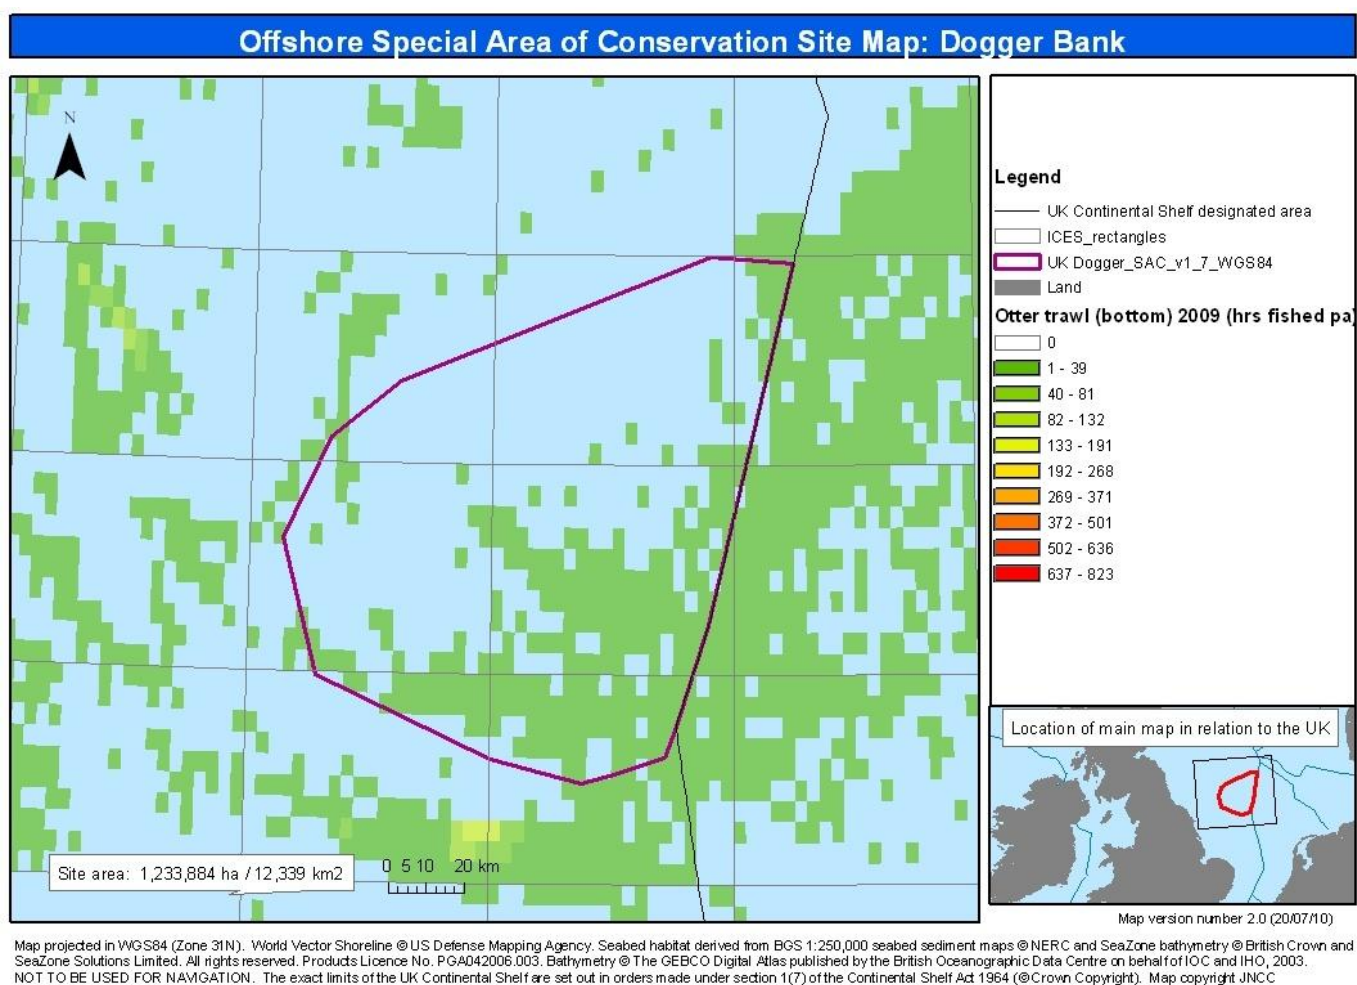 Offshore Special Area of Conservation Site Map: Dogger Bank
N
Site area: 1,233,884 ha / 12,339 km2
0 5 10 20 km
Legend
UK Continental Shelf designated area
ICES_rectangles
UK Dogger_SAC_v1_7_WGS84
Land
Otter trawl (bottom) 2009 (hrs fished pa)
0
1 - 39
40 - 81
82 - 132
133 - 191
192 - 268
269 - 371
372 - 501
502 - 636
637 - 823
Location of main map in relation to the UK
Map version number 2.0 (20/07/10)
Map projected in WGS84 (Zone 31N). World Vector Shoreline © US Defense Mapping Agency. Seabed habitat derived from BGS 1:250,000 seabed sediment maps © NERC and SeaZone bathymetry © British Crown and
SeaZone Solutions Limited. All rights reserved. Products Licence No. PGA042006.003. Bathymetry © The GEBCO Digital Atlas published by the British Oceanographic Data Centre on behalf of IOC and IHO, 2003.
NOT TO BE USED FOR NAVIGATION. The exact limits of the UK Continental Shelf are set out in orders made under section 1(7) of the Continental Shelf Act 1964 (©Crown Copyright). Map copyright JNCC